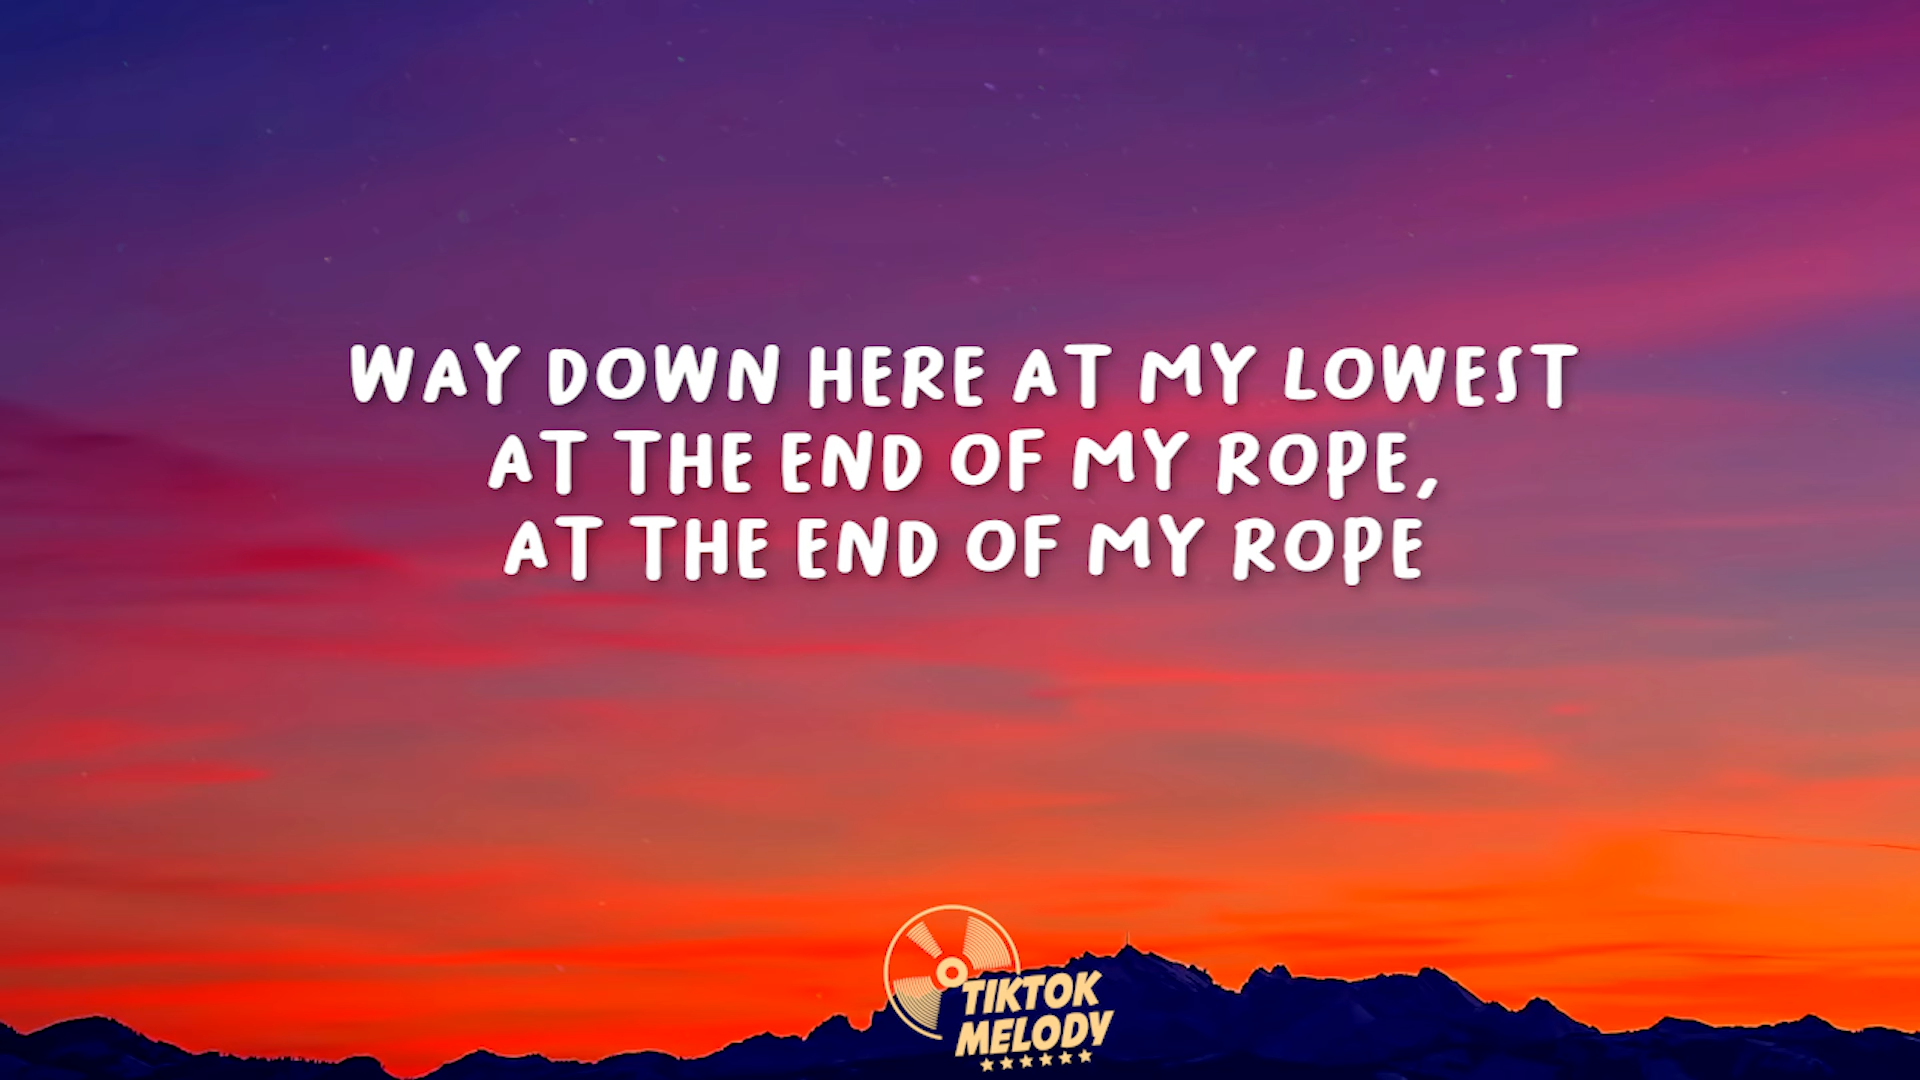 WAY DOWN HERE AT MY LOWEST
AT THE END OF MY ROPE,
AT THE END OF MY ROPE
TIKTOK
MELODY